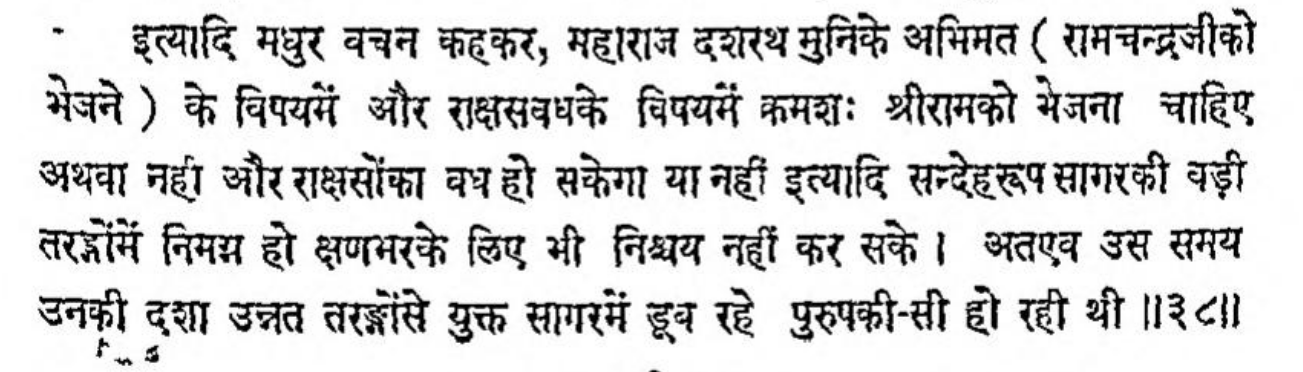 इत्यादि मधुर वचन कहकर, महाराज दशरथ मुनिके अभिमत ( रामचन्द्रजीको
भेजने ) के विषयमें और राक्षसवधके विषयमें क्रमशः श्रीरामको भेजना चाहिए
अथवा नहीं और राक्षसोंका वध हो सकेगा या नहीं इत्यादि सन्देहरूप सागरकी बड़ी
तरङ्गोंमें निमग्न हो क्षणभरके लिए भी निश्चय नहीं कर सके । अतएव उस समय
उनकी दशा उन्नत तरङ्गोंसे युक्त सागरमें डूब रहे पुरुषकी-सी हो रही थी ॥३८॥